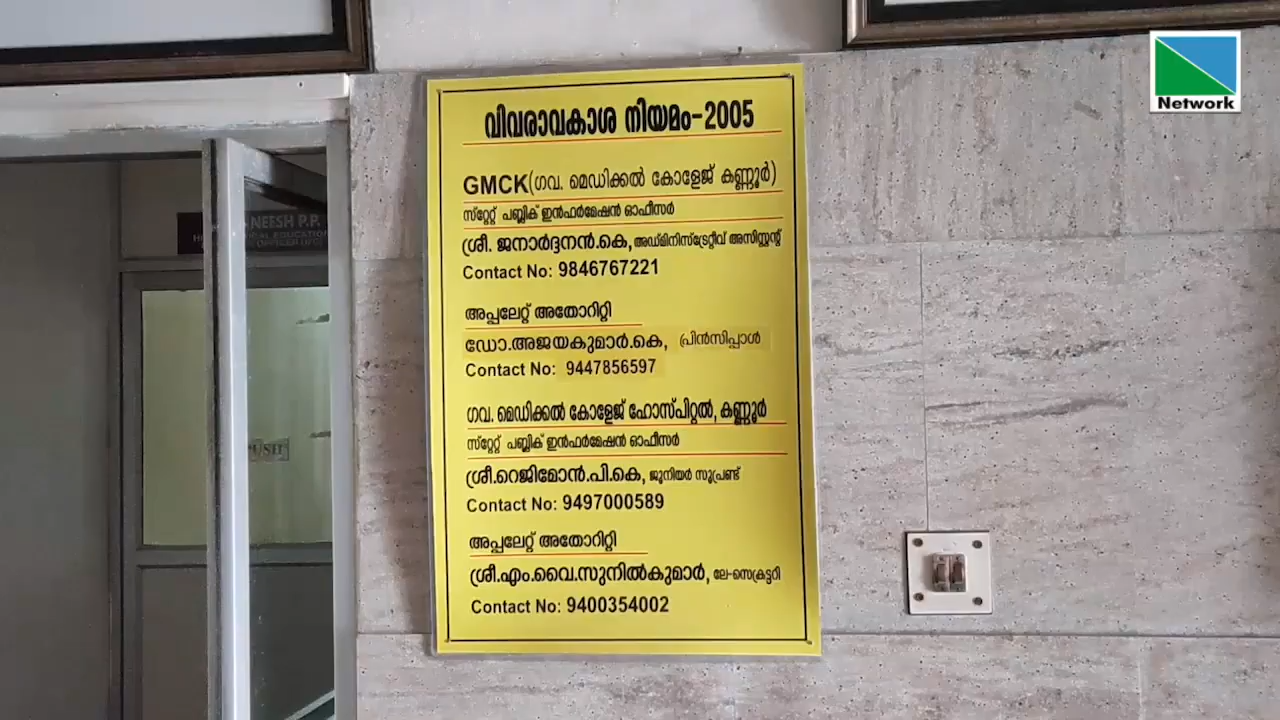 Network
വിവരാവകാശ നിയമം-2005
GMCK(ഗവ. മെഡിക്കൽ കോളേജ് കണ്ണൂർ)
സ്റ്റേറ്റ് പബ്ലിക് ഇൻഫർമേഷൻ ഓഫീസർ
ശ്രീ. ജനാർദ്ദനൻ.കെ, അഡ്മിനിസ്ട്രേറ്റീവ് അസിസ്റ്റന്റ്
Contact No: 9846767221
അപ്പലേറ്റ് അതോറിറ്റി
ഡോ.അജയകുമാർ.കെ, പ്രിൻസിപ്പാൾ
Contact No: 9447856597
ഗവ. മെഡിക്കൽ കോളേജ് ഹോസ്പിറ്റൽ, കണ്ണൂർ
സ്റ്റേറ്റ് പബ്ലിക് ഇൻഫർമേഷൻ ഓഫീസർ
ശ്രീ.റെജിമോൻ.പി.കെ, ജൂനിയർ സൂപ്രണ്ട്
Contact No: 9497000589
അപ്പലേറ്റ് അതോറിറ്റി
ശ്രീ.എം.വൈ.സുനിൽകുമാർ, ലേ-സെക്രട്ടറി
Contact No: 9400354002
NEESH P.P.